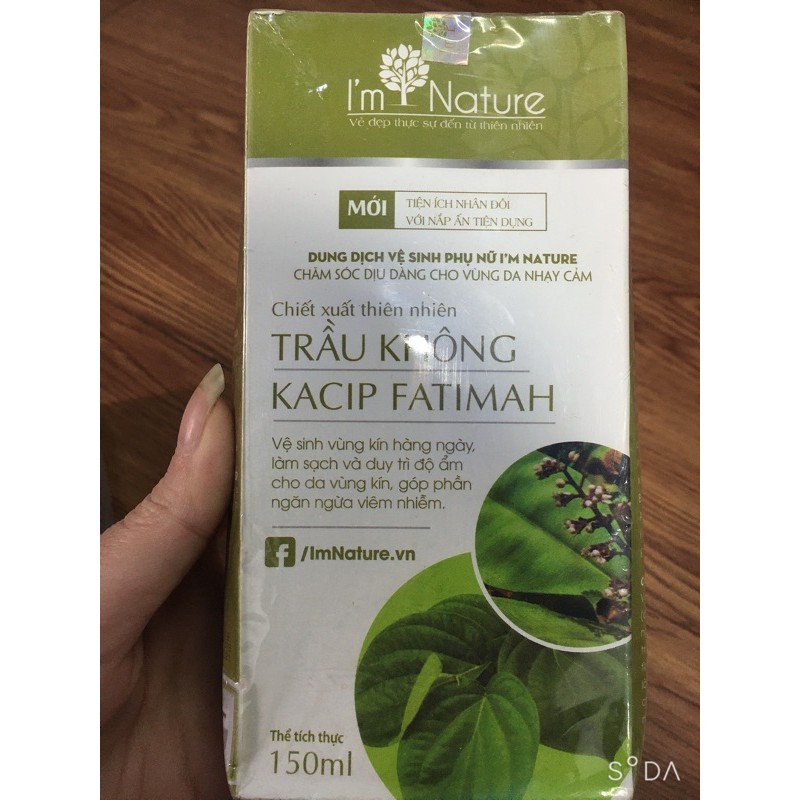 I'm Nature
Vẻ đẹp thực sự đến từ thiên nhiên
MỚI
TIỆN ÍCH NHÂN ĐÔI
VỚI NẮP ẤN TIỆN DỤNG
DUNG DỊCH VỆ SINH PHỤ NỮ I'M NATURE
CHĂM SÓC DỊU DÀNG CHO VÙNG DA NHẠY CẢM
Chiết xuất thiên nhiên
TRẦU KHÔNG
KACIP FATIMAH
Vệ sinh vùng kín hàng ngày,
làm sạch và duy trì độ ẩm
cho da vùng kín, góp phần
ngăn ngừa viêm nhiễm.
f/ImNature.vn
Thể tích thực
150ml
SODA